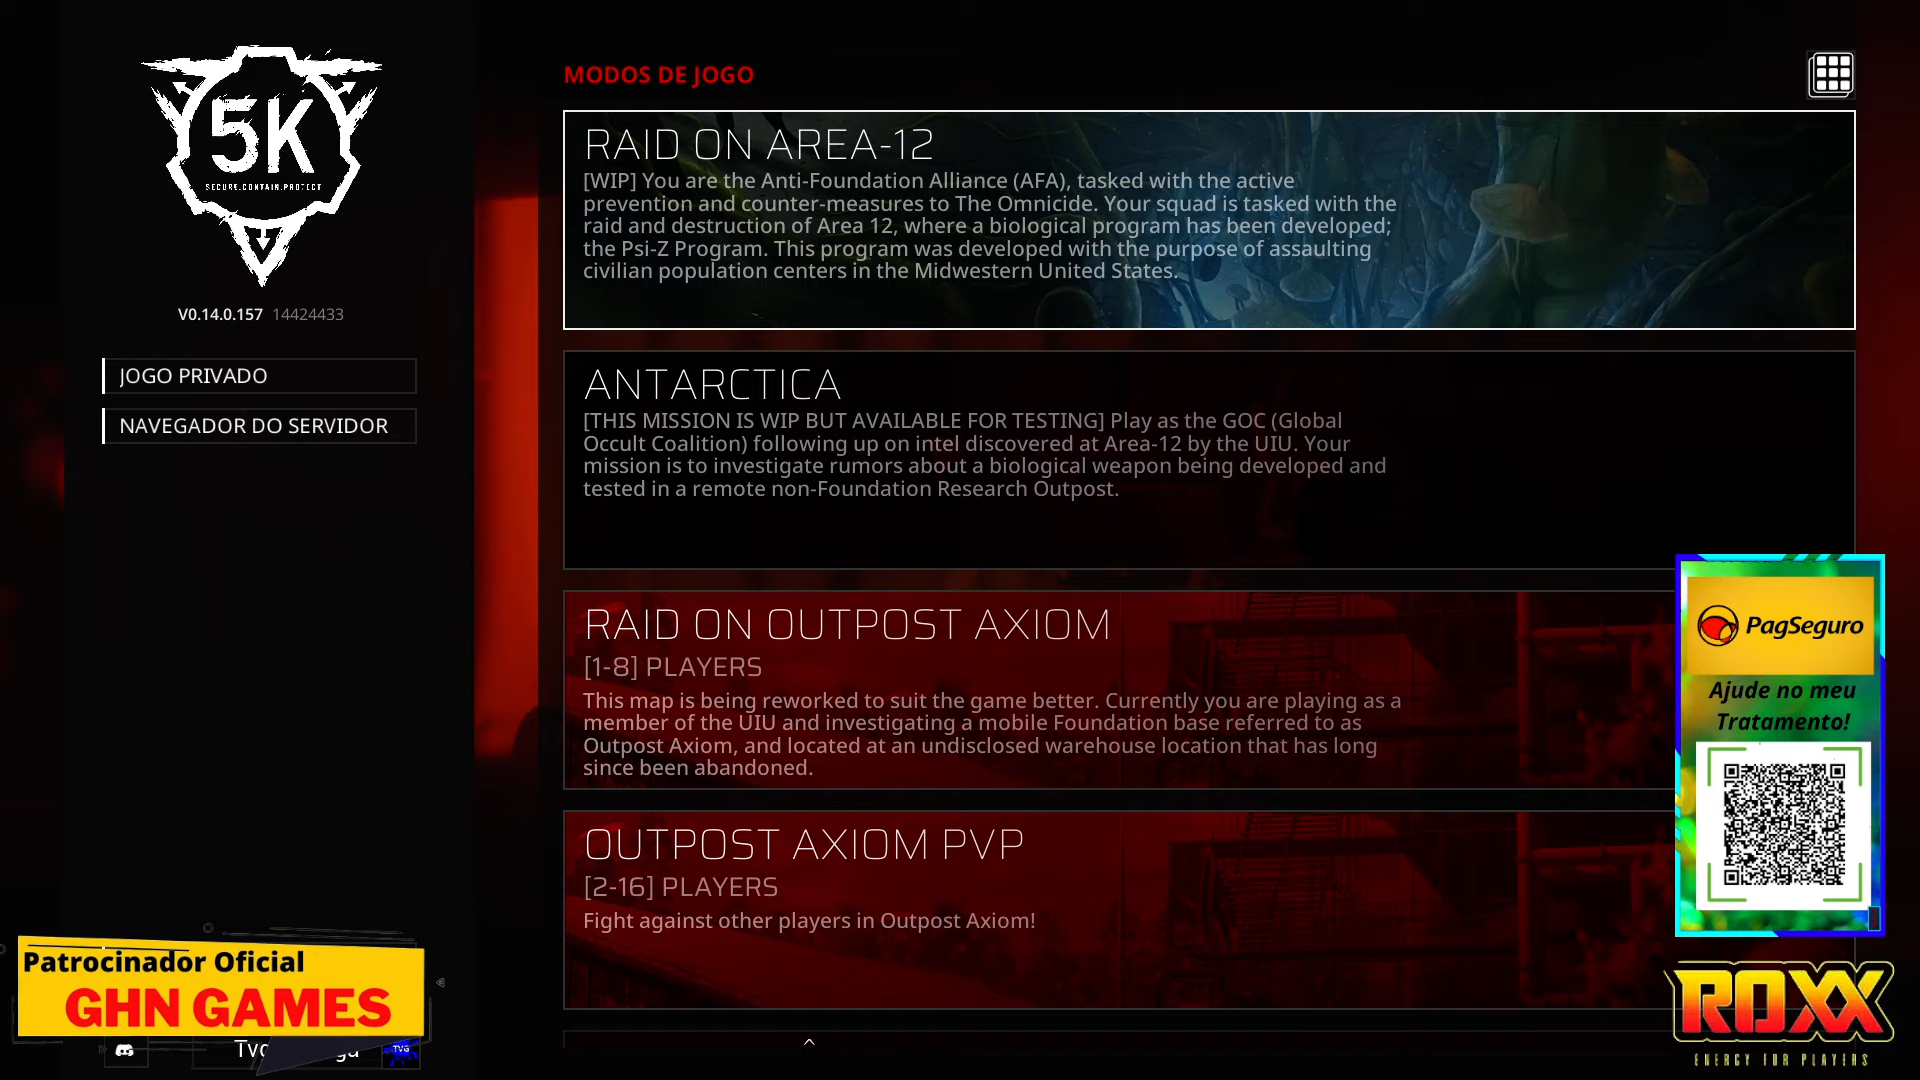 5K
SECURE.CONTAIN.PROTECT
V0.14.0.157 14424433
JOGO PRIVADO
NAVEGADOR DO SERVIDOR
MODOS DE JOGO
RAID ON AREA-12
[WIP] You are the Anti-Foundation Alliance (AFA), tasked with the active
prevention and counter-measures to The Omnicide. Your squad is tasked with the
raid and destruction of Area 12, where a biological program has been developed;
the Psi-Z Program. This program was developed with the purpose of assaulting
civilian population centers in the Midwestern United States.
ANTARCTICA
[THIS MISSION IS WIP BUT AVAILABLE FOR TESTING] Play as the GOC (Global
Occult Coalition) following up on intel discovered at Area-12 by the UIU. Your
mission is to investigate rumors about a biological weapon being developed and
tested in a remote non-Foundation Research Outpost.
RAID ON OUTPOST AXIOM
[1-8] PLAYERS
This map is being reworked to suit the game better. Currently you are playing as a
member of the UIU and investigating a mobile Foundation base referred to as
Outpost Axiom, and located at an undisclosed warehouse location that has long
since been abandoned.
OUTPOST AXIOM PVP
[2-16] PLAYERS
Fight against other players in Outpost Axiom!
PagSeguro
Ajude no meu
Tratamento!
ROXX
ENERGY FOR PLAYERS
Patrocinador Oficial
GHN GAMES
TVG